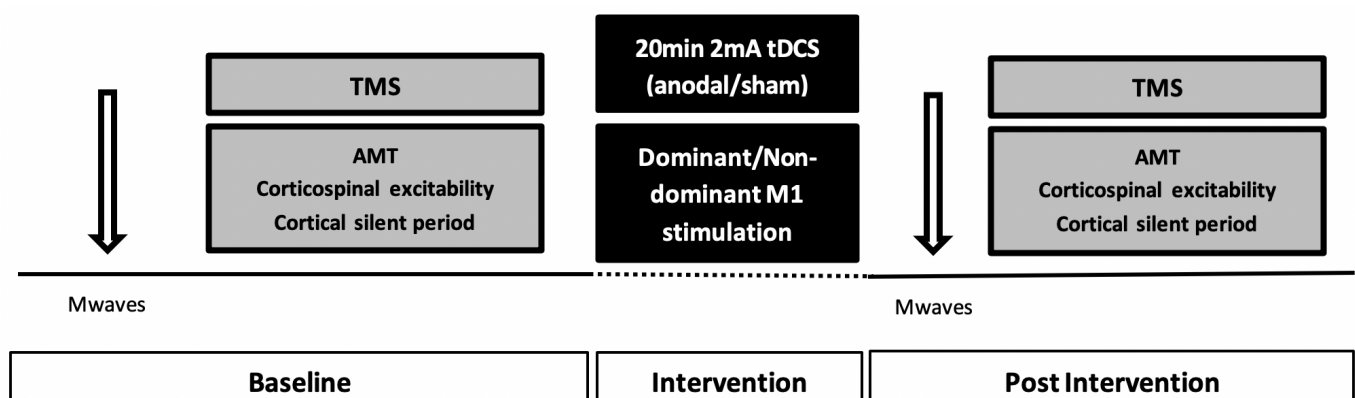 TMS
AMT
Corticospinal excitability
Cortical silent period
20min 2mA tDCS
(anodal/sham)
Dominant/Non-
dominant M1
stimulation
TMS
AMT
Corticospinal excitability
Cortical silent period
Mwaves
Mwaves
Baseline
Intervention
Post Intervention